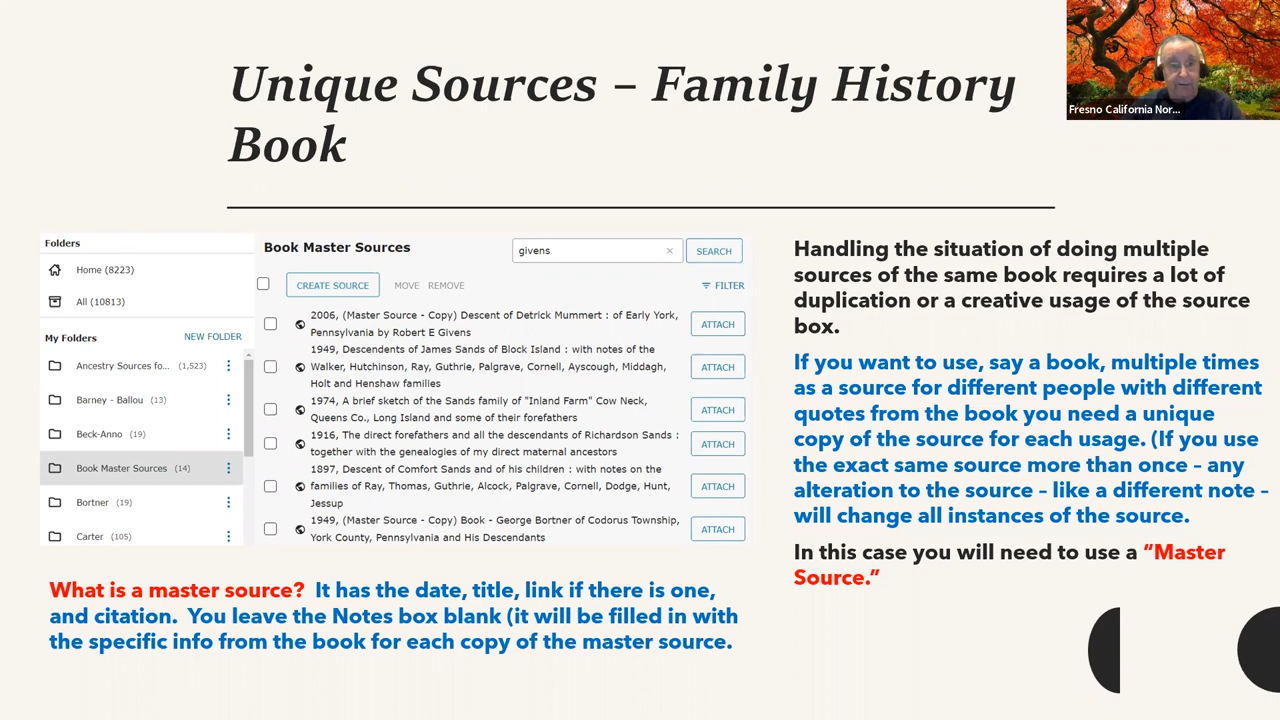 Unique Sources – Family History
Book
Fresno California Nor...
Folders
Home (8223)
All (10813)
My Folders
NEW FOLDER
Ancestry Sources fo... (1,523)
Barney - Ballou (13)
Beck-Anno (19)
Book Master Sources (14)
Bortner (19)
Carter (105)
Book Master Sources
givens
SEARCH
CREATE SOURCE
MOVE REMOVE
FILTER
2006, (Master Source - Copy) Descent of Detrick Mummert : of Early York,
Pennsylvania by Robert E Givens
ATTACH
1949, Descendents of James Sands of Block Island : with notes of the
Walker, Hutchinson, Ray, Guthrie, Palgrave, Cornell, Ayscough, Middagh,
Holt and Henshaw families
ATTACH
1974, A brief sketch of the Sands family of "Inland Farm" Cow Neck,
Queens Co., Long Island and some of their forefathers
ATTACH
1916, The direct forefathers and all the descendants of Richardson Sands :
together with the genealogies of my direct maternal ancestors
ATTACH
1897, Descent of Comfort Sands and of his children : with notes on the
families of Ray, Thomas, Guthrie, Alcock, Palgrave, Cornell, Dodge, Hunt,
Jessup
ATTACH
1949, (Master Source - Copy) Book - George Bortner of Codorus Township,
York County, Pennsylvania and His Descendants
ATTACH
Handling the situation of doing multiple
sources of the same book requires a lot of
duplication or a creative usage of the source
box.
If you want to use, say a book, multiple times
as a source for different people with different
quotes from the book you need a unique
copy of the source for each usage. (If you use
the exact same source more than once – any
alteration to the source – like a different note –
will change all instances of the source.
In this case you will need to use a “Master
Source.”
What is a master source? It has the date, title, link if there is one,
and citation. You leave the Notes box blank (it will be filled in with
the specific info from the book for each copy of the master source.